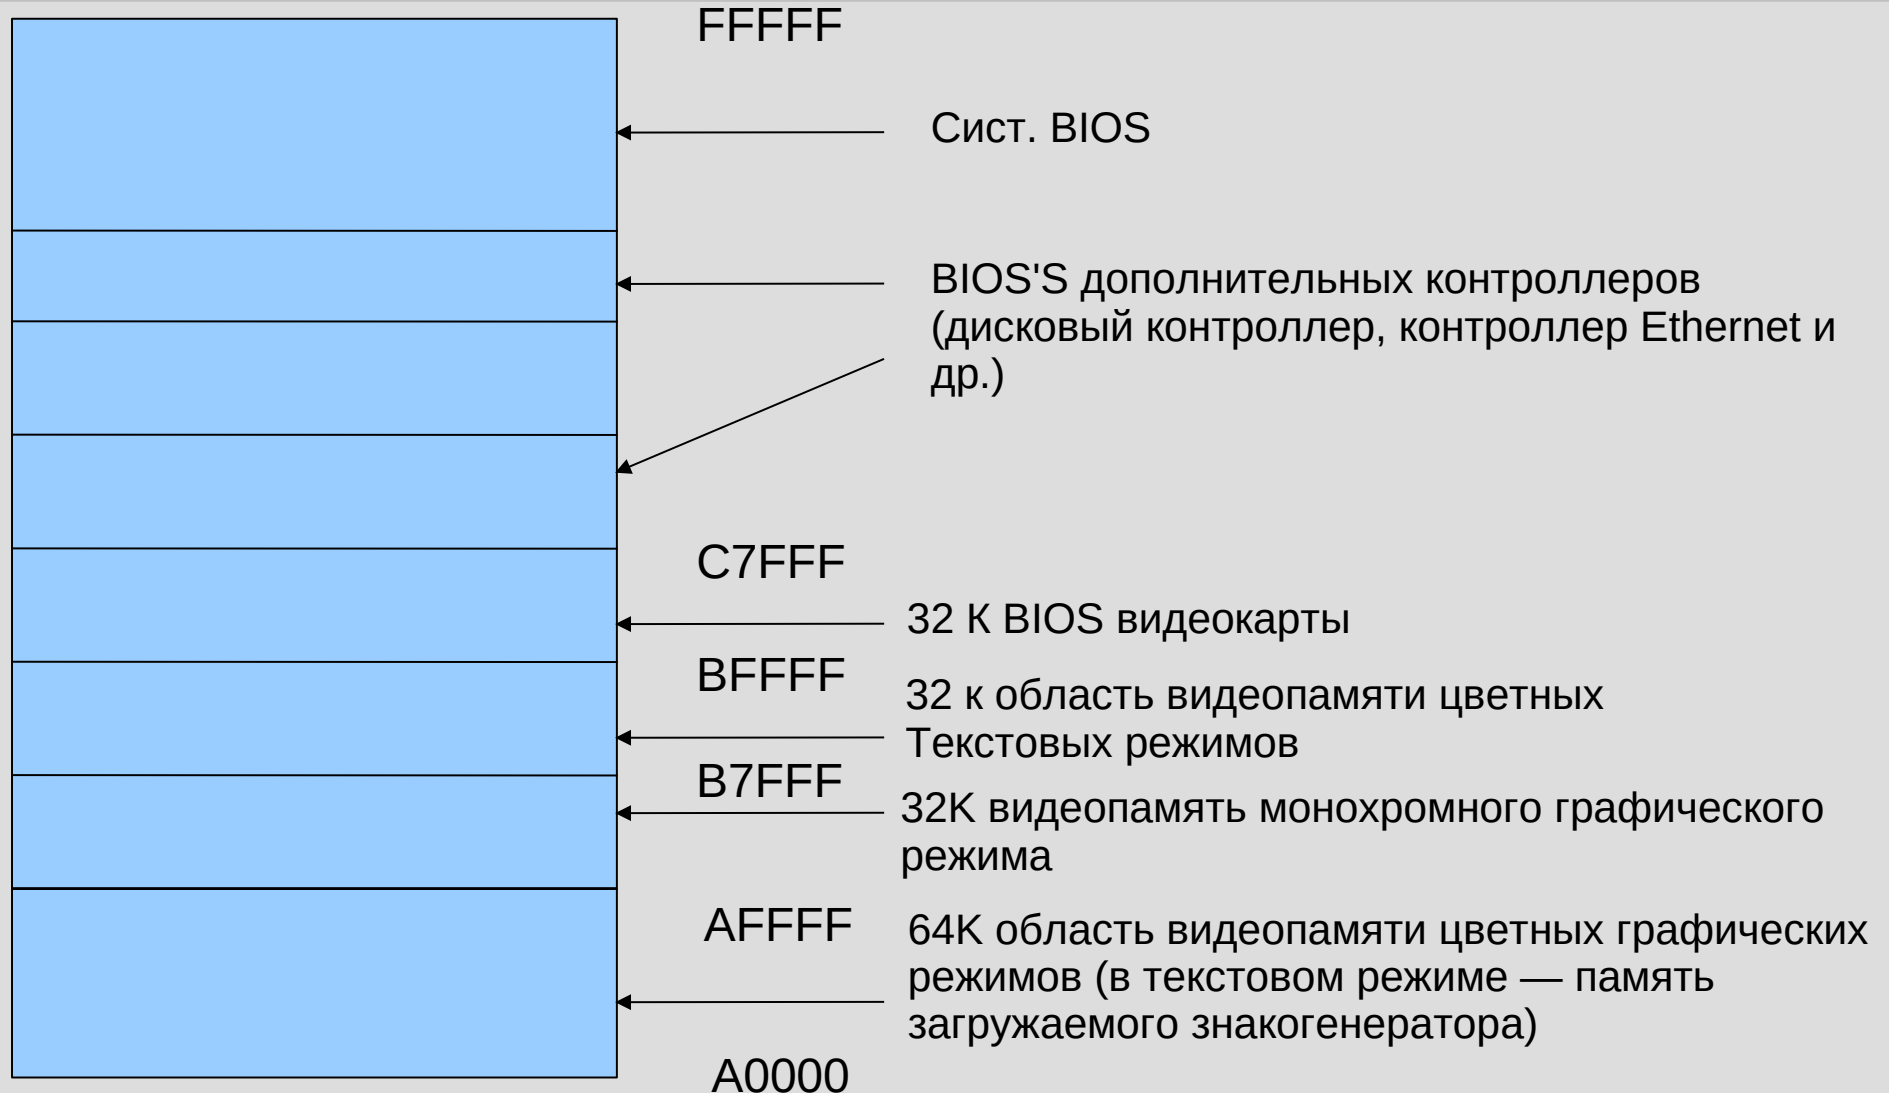 FFFFF
Сист. BIOS
BIOS'S дополнительных контроллеров
(дисковый контроллер, контроллер Ethernet и
др.)
C7FFF
32 К BIOS видеокарты
BFFFF
32 к область видеопамяти цветных
Текстовых режимов
B7FFF
32K видеопамять монохромного графического
режима
AFFFF
64K область видеопамяти цветных графических
режимов (в текстовом режиме — память
загружаемого знакогенератора)
A0000